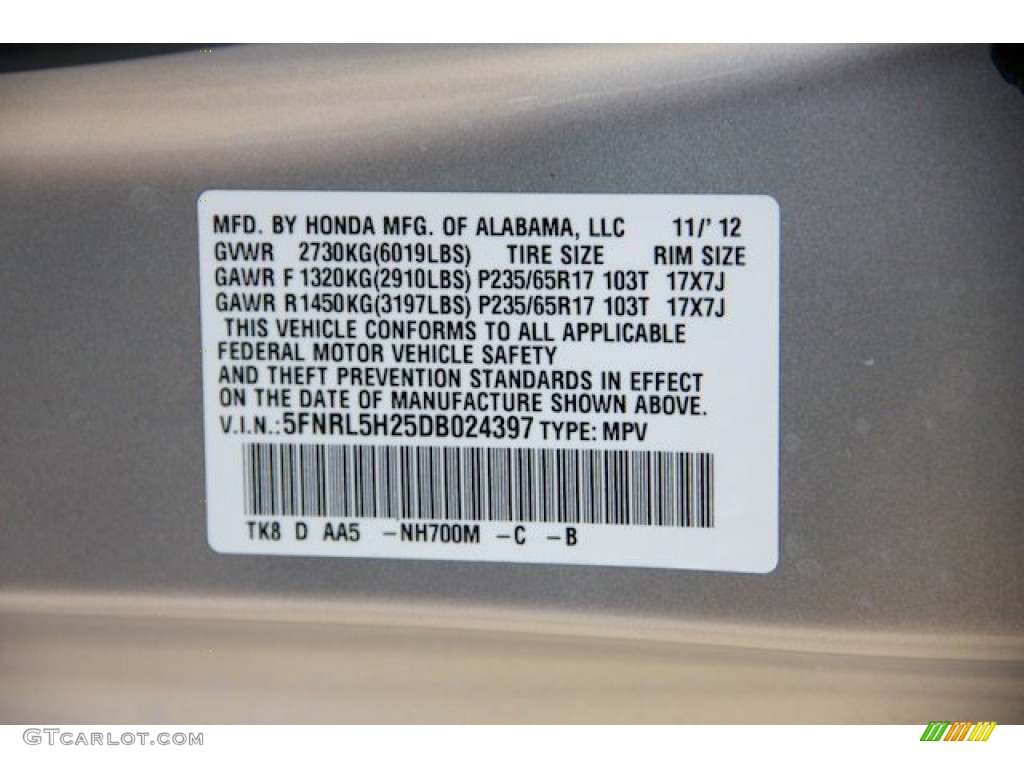 MFD. BY HONDA MFG. OF ALABAMA, LLC 11/' 12
GVWR 2730KG(6019LBS) TIRE SIZE RIM SIZE
GAWR F 1320KG(2910LBS) P235/65R17 103T 17X7J
GAWR R1450KG(3197LBS) P235/65R17 103T 17X7J
THIS VEHICLE CONFORMS TO ALL APPLICABLE
FEDERAL MOTOR VEHICLE SAFETY
AND THEFT PREVENTION STANDARDS IN EFFECT
ON THE DATE OF MANUFACTURE SHOWN ABOVE.
V.I.N.: 5FNRL5H25DB024397 TYPE: MPV
TK8 D AA5 -NH700M -C -B
GTCARLOT.COM